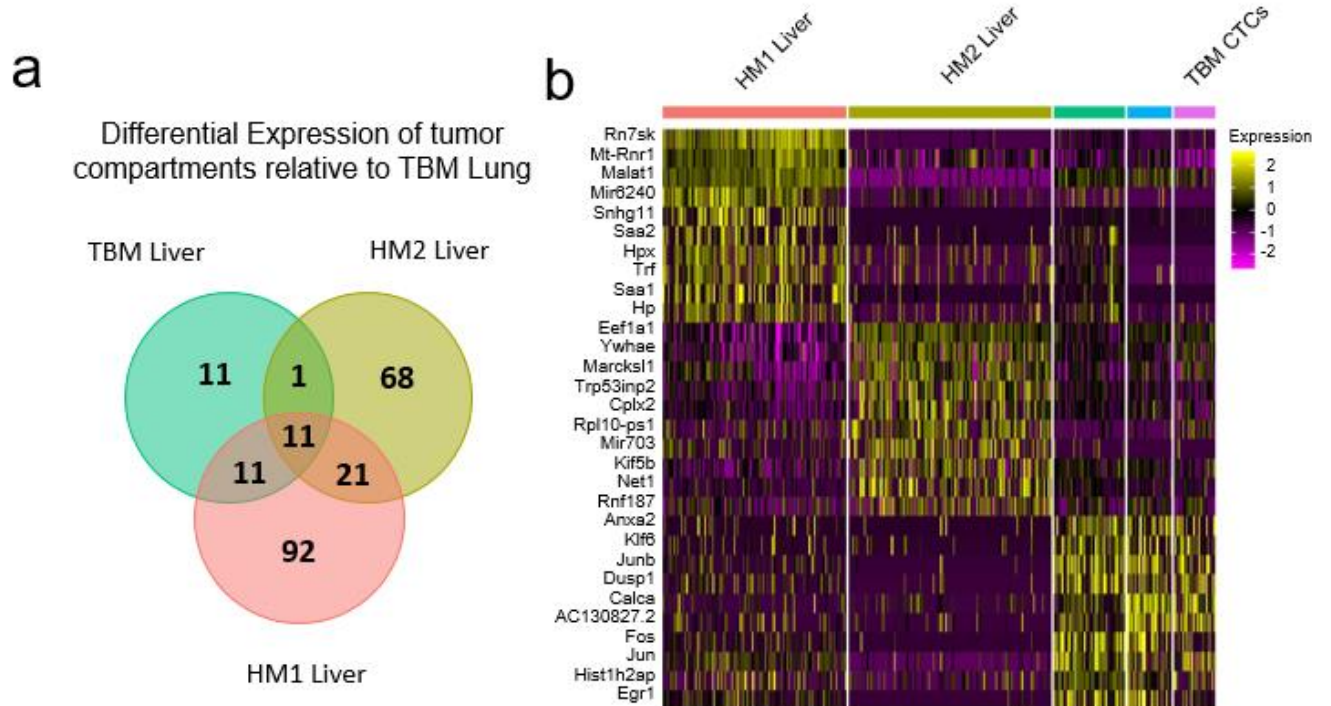 a
Differential Expression of tumor
compartments relative to TBM Lung
TBM Liver
HM2 Liver
11
1
68
11
11
21
92
HM1 Liver
b
HM1 Liver
HM2 Liver
TBM CTCs
Rn7sk
Mt-Rnr1
Malat1
Mir6240
Snhg11
Saa2
Hpx
Trf
Saa1
Hp
Eef1a1
Ywhae
Marcksl1
Trp53inp2
Cplx2
Rpl10-ps1
Mir703
Kif5b
Net1
Rnf187
Anxa2
Klf6
Junb
Dusp1
Calca
AC130827.2
Fos
Jun
Hist1h2ap
Egr1
Expression
2
1
0
-1
-2